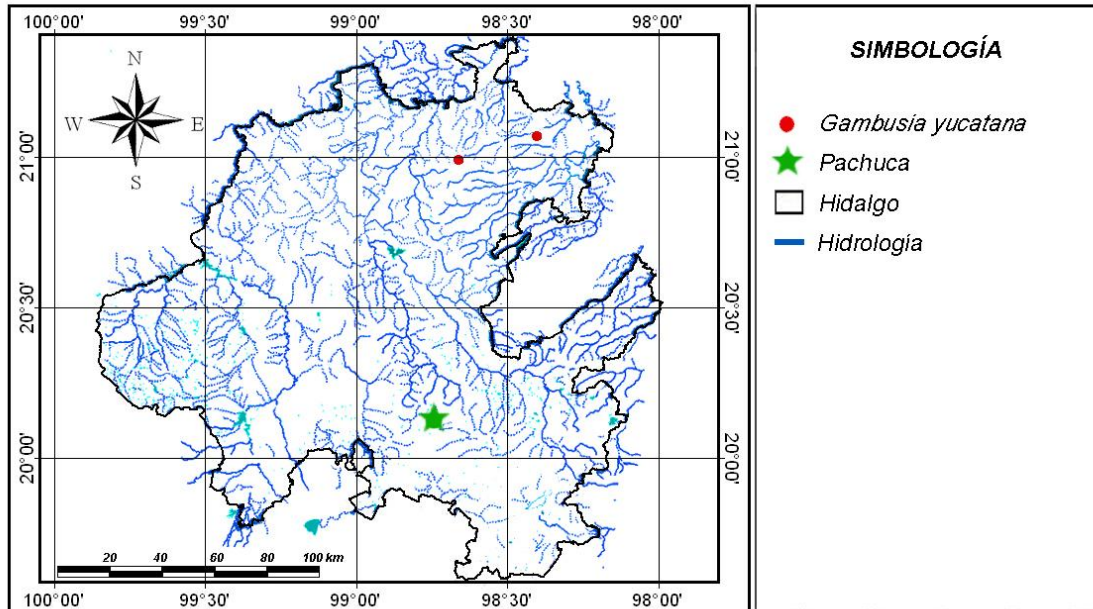 100°00' 99°30' 99°00' 98°30' 98°00'
N
W E
S
21°00' 21°00'
20°30' 20°30'
20°00' 20°00'
20 40 60 80 100 km
100°00' 99°30' 99°00' 98°30' 98°00'
SIMBOLOGÍA
Gambusia yucatana
Pachuca
Hidalgo
Hidrología